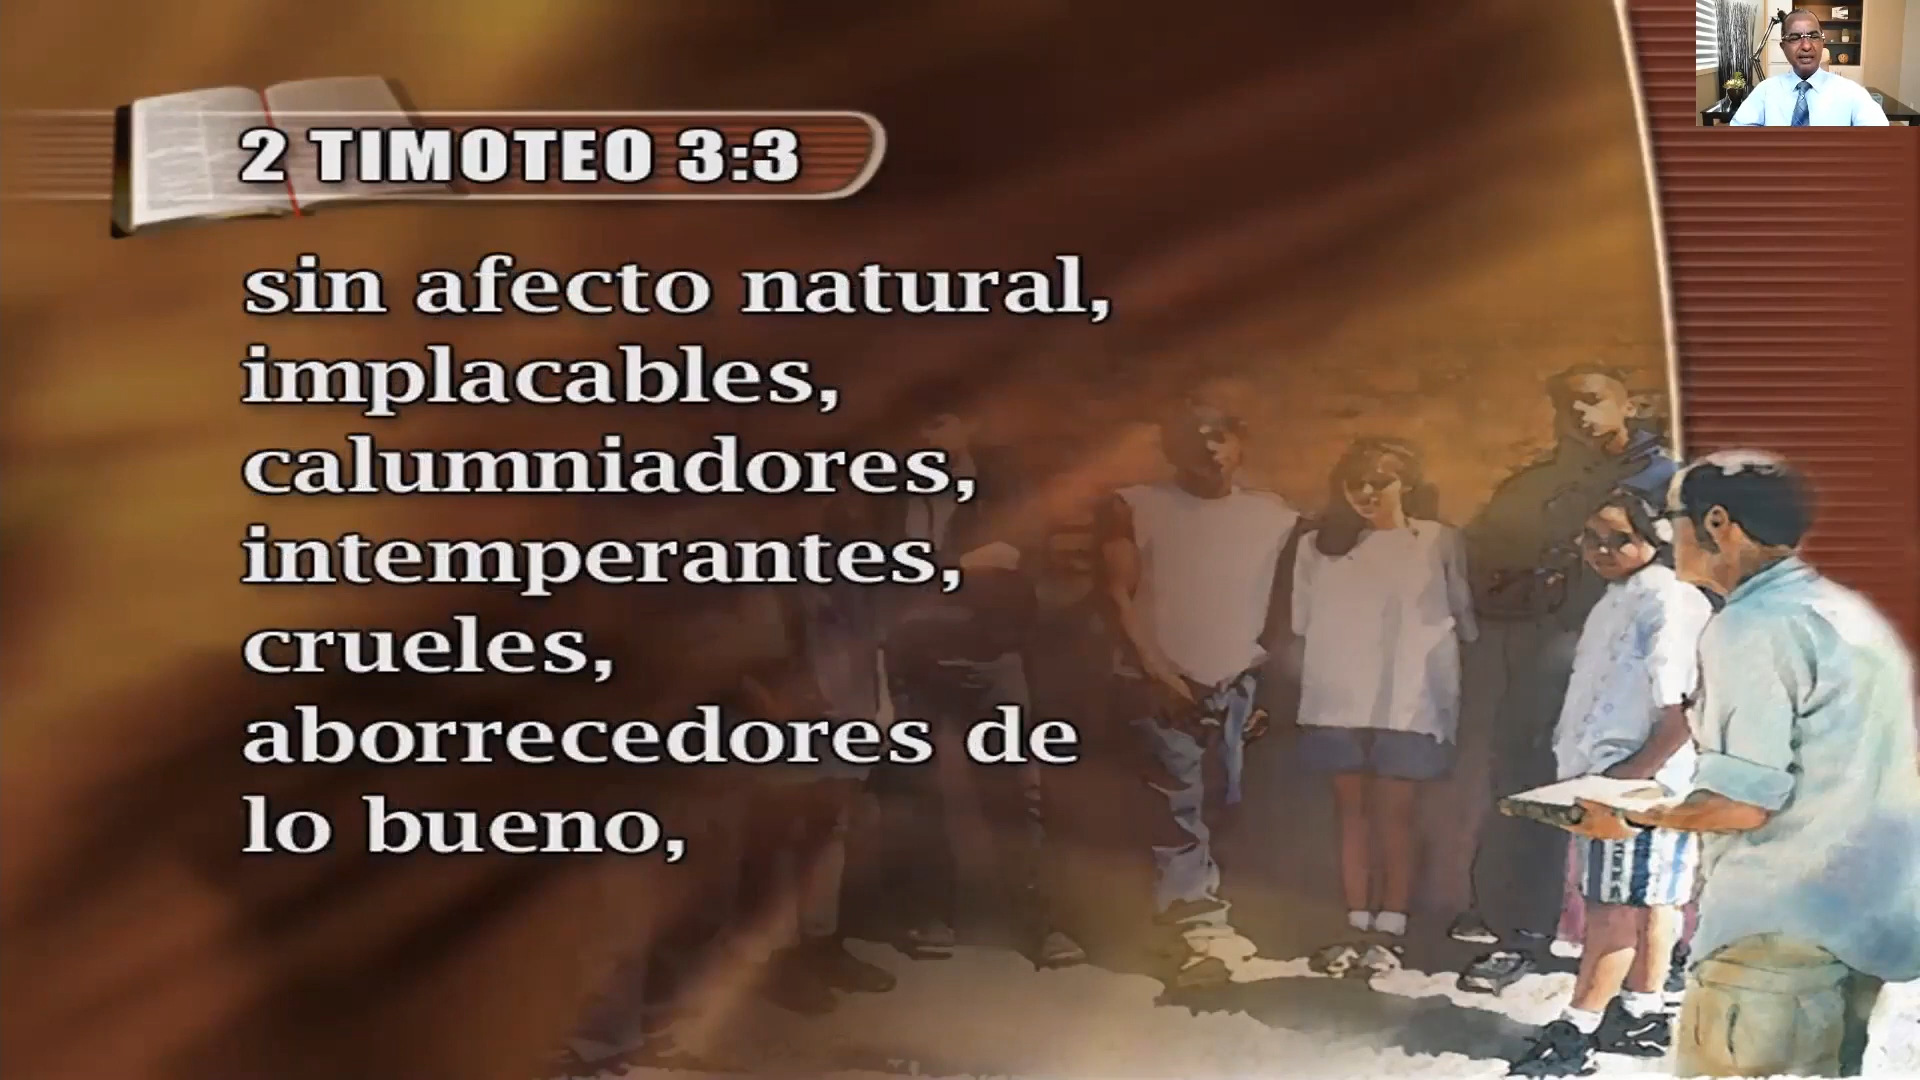 2 TIMOTEO 3:3
sin afecto natural,
implacables,
calumniadores,
intemperantes,
crueles,
aborrecedores de
lo bueno,